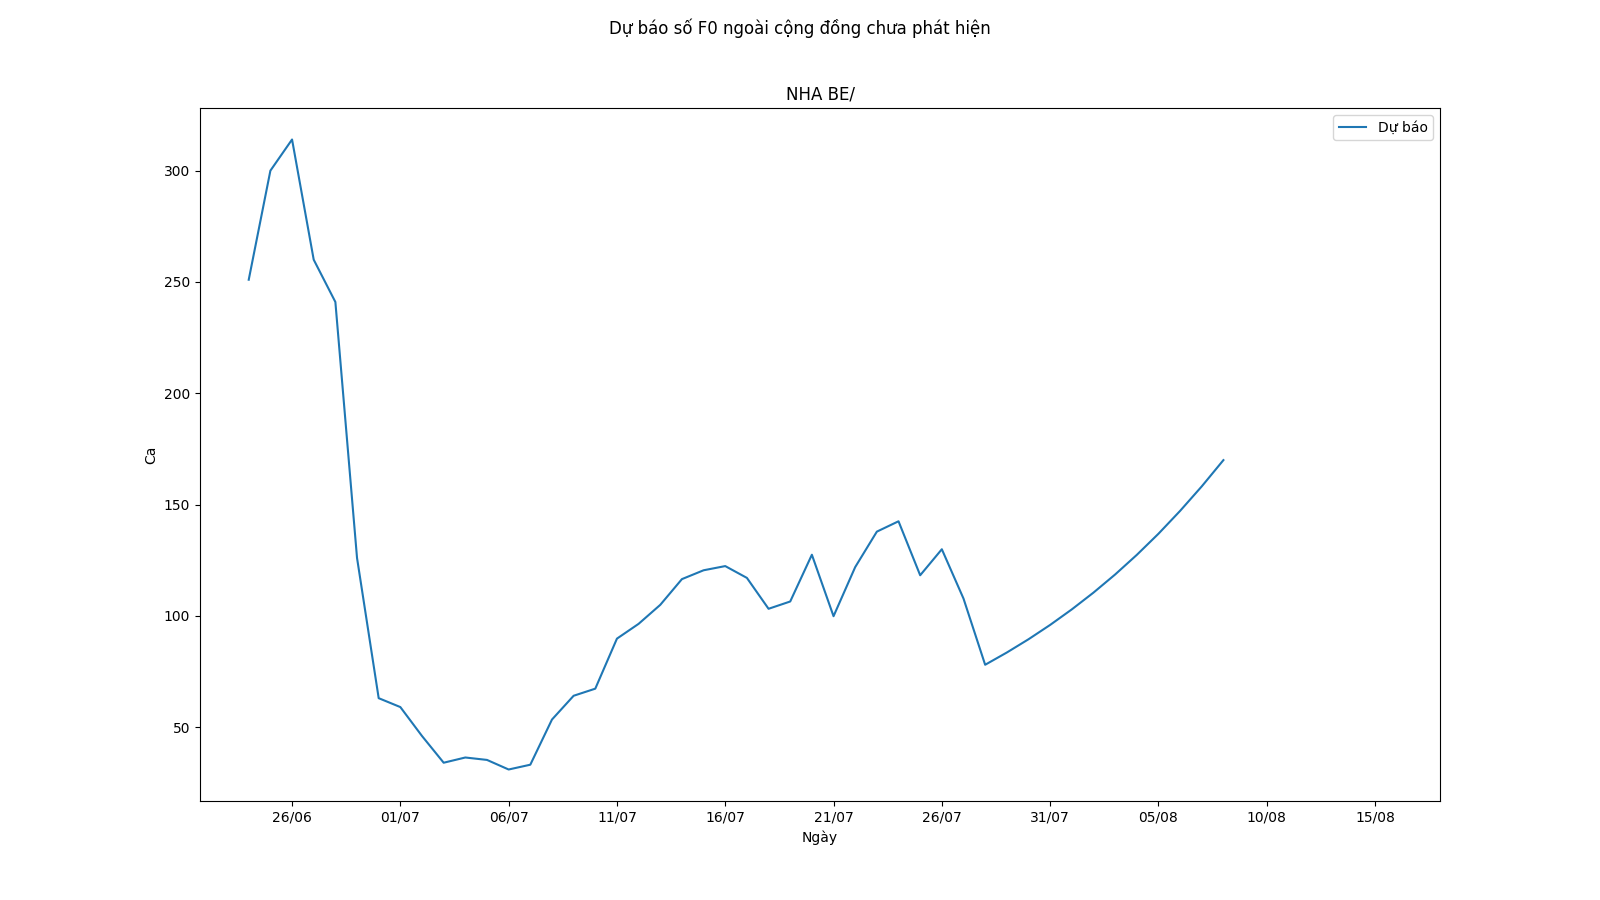 Dự báo số F0 ngoài cộng đồng chưa phát hiện
NHA BE/
Dự báo
300
250
200
150
100
50
Ca
26/06 01/07 06/07 11/07 16/07 21/07 26/07 31/07 05/08 10/08 15/08
Ngày